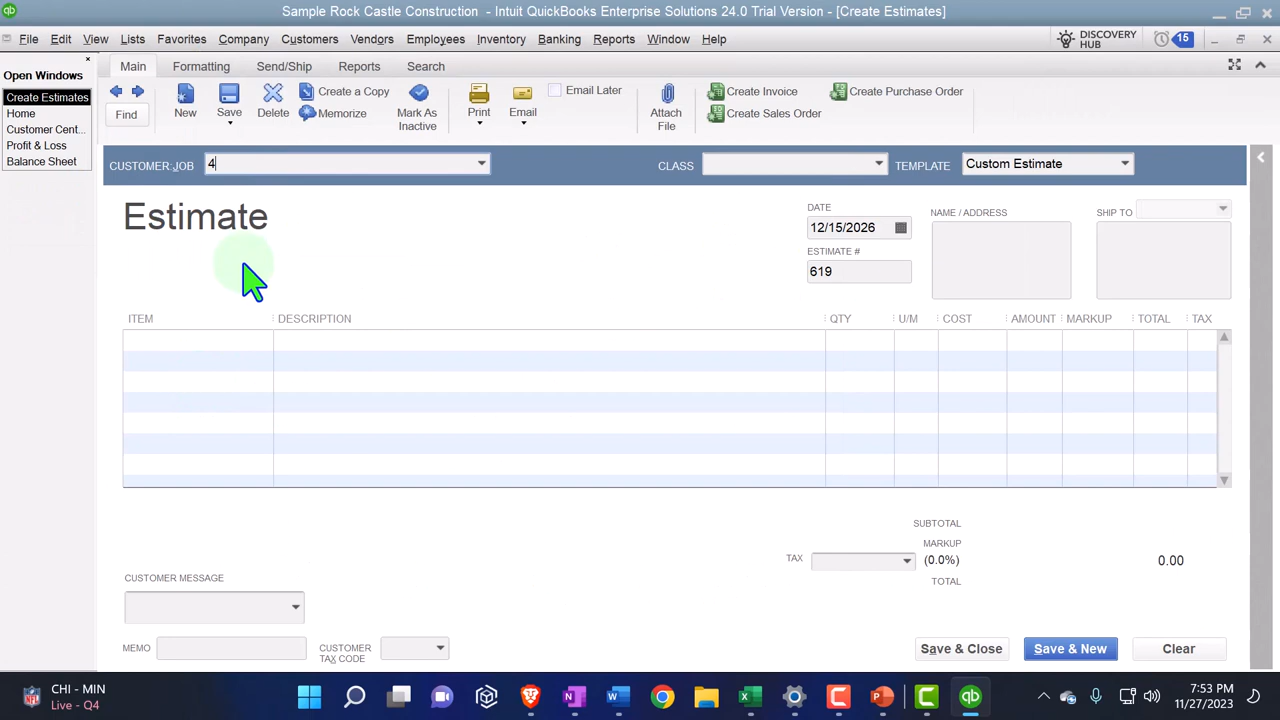 Sample Rock Castle Construction - Intuit QuickBooks Enterprise Solutions 24.0 Trial Version - [Create Estimates]
File Edit View Lists Favorites Company Customers Vendors Employees Inventory Banking Reports Window Help
DISCOVERY HUB
15
Open Windows
Create Estimates
Home
Customer Cent...
Profit & Loss
Balance Sheet
Main Formatting Send/Ship Reports Search
Find
New
Save
Delete
Create a Copy
Memorize
Mark As Inactive
Print
Email
Email Later
Attach File
Create Invoice
Create Sales Order
Create Purchase Order
CUSTOMER:JOB 4 CLASS TEMPLATE Custom Estimate
Estimate
DATE
12/15/2026
ESTIMATE #
619
NAME / ADDRESS
SHIP TO
ITEM DESCRIPTION QTY U/M COST AMOUNT MARKUP TOTAL TAX
SUBTOTAL
MARKUP
TAX (0.0%) 0.00
TOTAL
CUSTOMER MESSAGE
MEMO
CUSTOMER TAX CODE
Save & Close Save & New Clear
CHI - MIN
Live - Q4
7:53 PM
11/27/2023